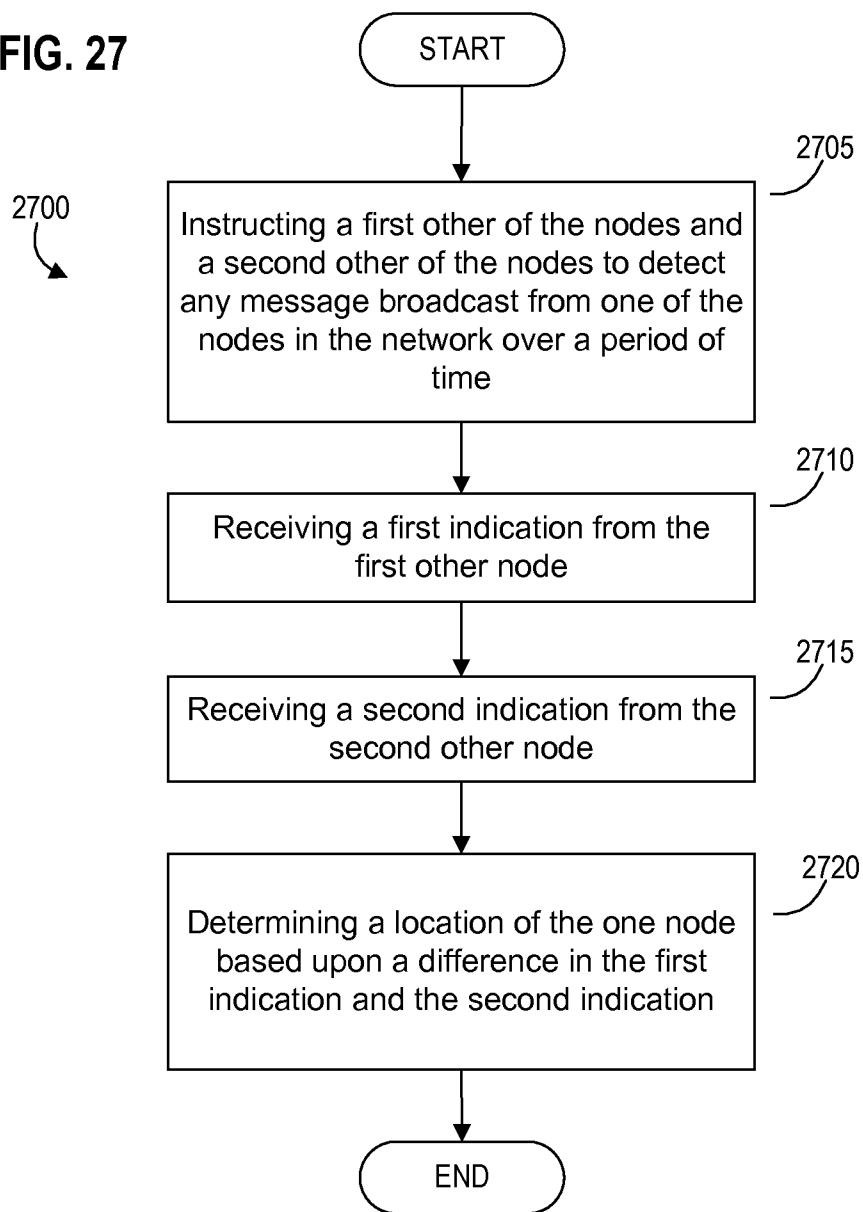 FIG. 27
START
2700
2705
Instructing a first other of the nodes and
a second other of the nodes to detect
any message broadcast from one of the
nodes in the network over a period of
time
2710
Receiving a first indication from the
first other node
2715
Receiving a second indication from the
second other node
2720
Determining a location of the one node
based upon a difference in the first
indication and the second indication
END